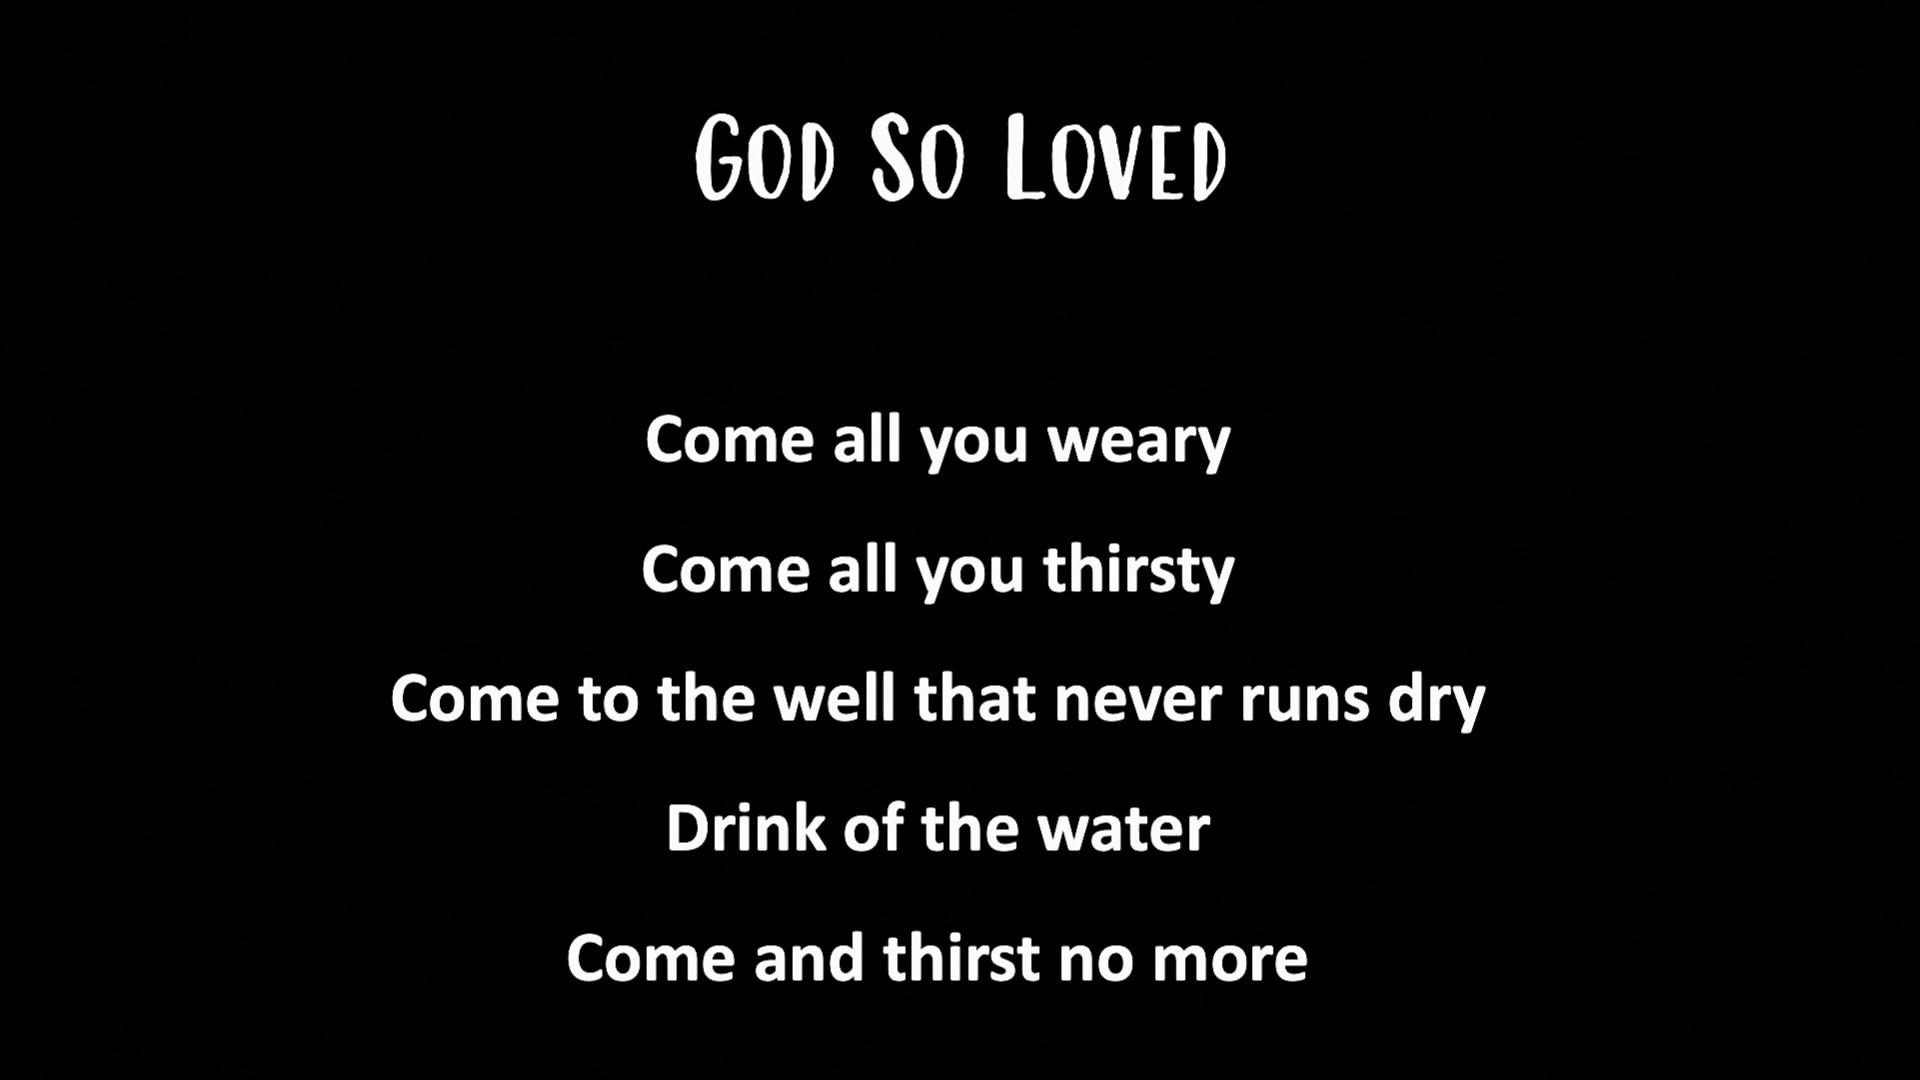 God So Loved
Come all you weary
Come all you thirsty
Come to the well that never runs dry
Drink of the water
Come and thirst no more